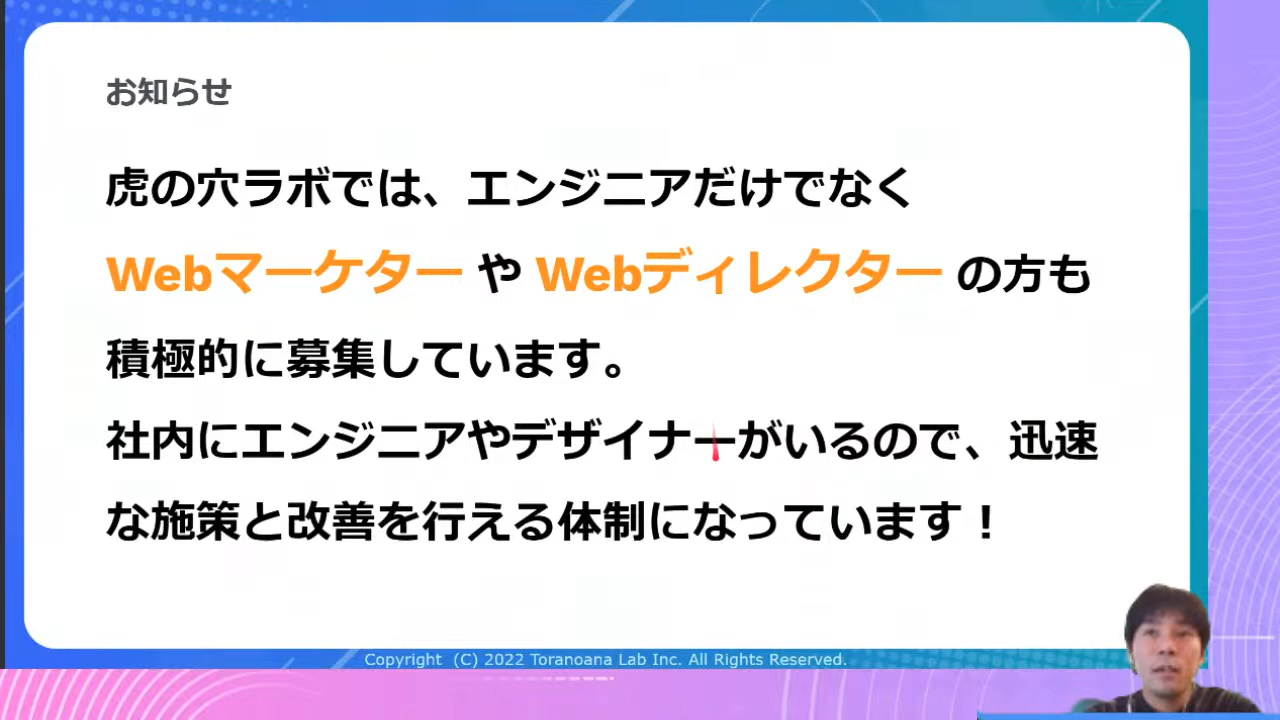 お知らせ
虎の穴ラボでは、エンジニアだけでなく
Webマーケター や Webディレクター の方も
積極的に募集しています。
社内にエンジニアやデザイナーがいるので、迅速
な施策と改善を行える体制になっています！
Copyright (C) 2022 Toranoana Lab Inc. All Rights Reserved.